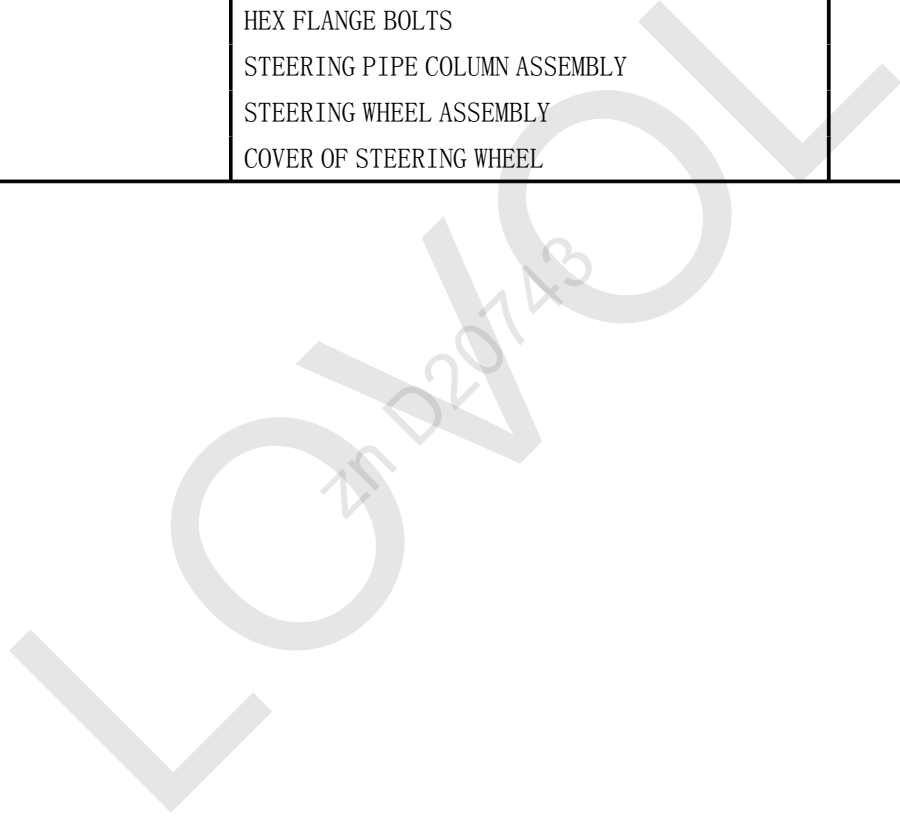 HEX FLANGE BOLTS
STEERING PIPE COLUMN ASSEMBLY
STEERING WHEEL ASSEMBLY
COVER OF STEERING WHEEL
LOVOL
zn D20743